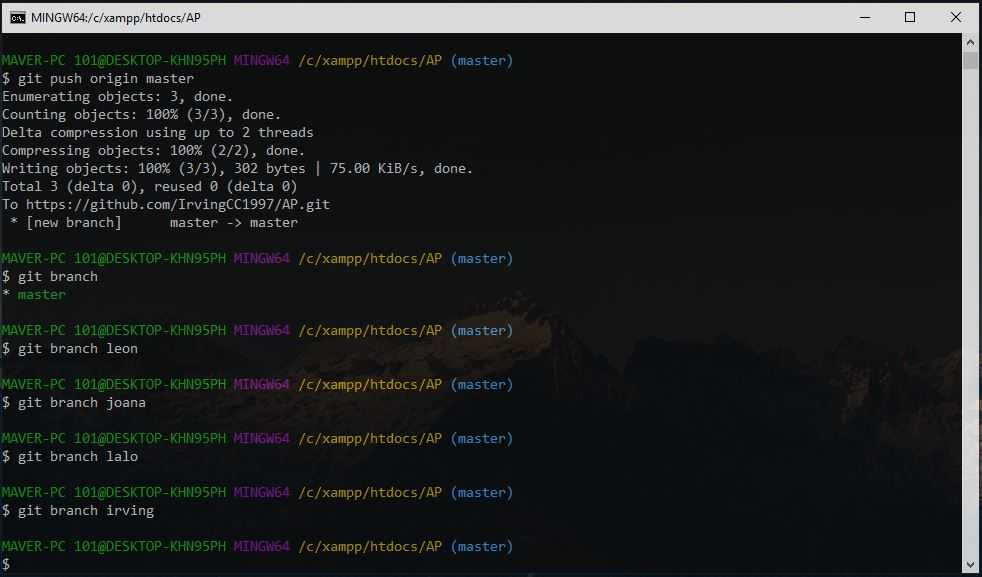 MINGW64:/c/xampp/htdocs/AP
MAVER-PC 101@DESKTOP-KHN95PH MINGW64 /c/xampp/htdocs/AP (master)
$ git push origin master
Enumerating objects: 3, done.
Counting objects: 100% (3/3), done.
Delta compression using up to 2 threads
Compressing objects: 100% (2/2), done.
Writing objects: 100% (3/3), 302 bytes | 75.00 KiB/s, done.
Total 3 (delta 0), reused 0 (delta 0)
To https://github.com/IrvingCC1997/AP.git
 * [new branch]      master -> master
MAVER-PC 101@DESKTOP-KHN95PH MINGW64 /c/xampp/htdocs/AP (master)
$ git branch
* master
MAVER-PC 101@DESKTOP-KHN95PH MINGW64 /c/xampp/htdocs/AP (master)
$ git branch leon
MAVER-PC 101@DESKTOP-KHN95PH MINGW64 /c/xampp/htdocs/AP (master)
$ git branch joana
MAVER-PC 101@DESKTOP-KHN95PH MINGW64 /c/xampp/htdocs/AP (master)
$ git branch lalo
MAVER-PC 101@DESKTOP-KHN95PH MINGW64 /c/xampp/htdocs/AP (master)
$ git branch irving
MAVER-PC 101@DESKTOP-KHN95PH MINGW64 /c/xampp/htdocs/AP (master)
$